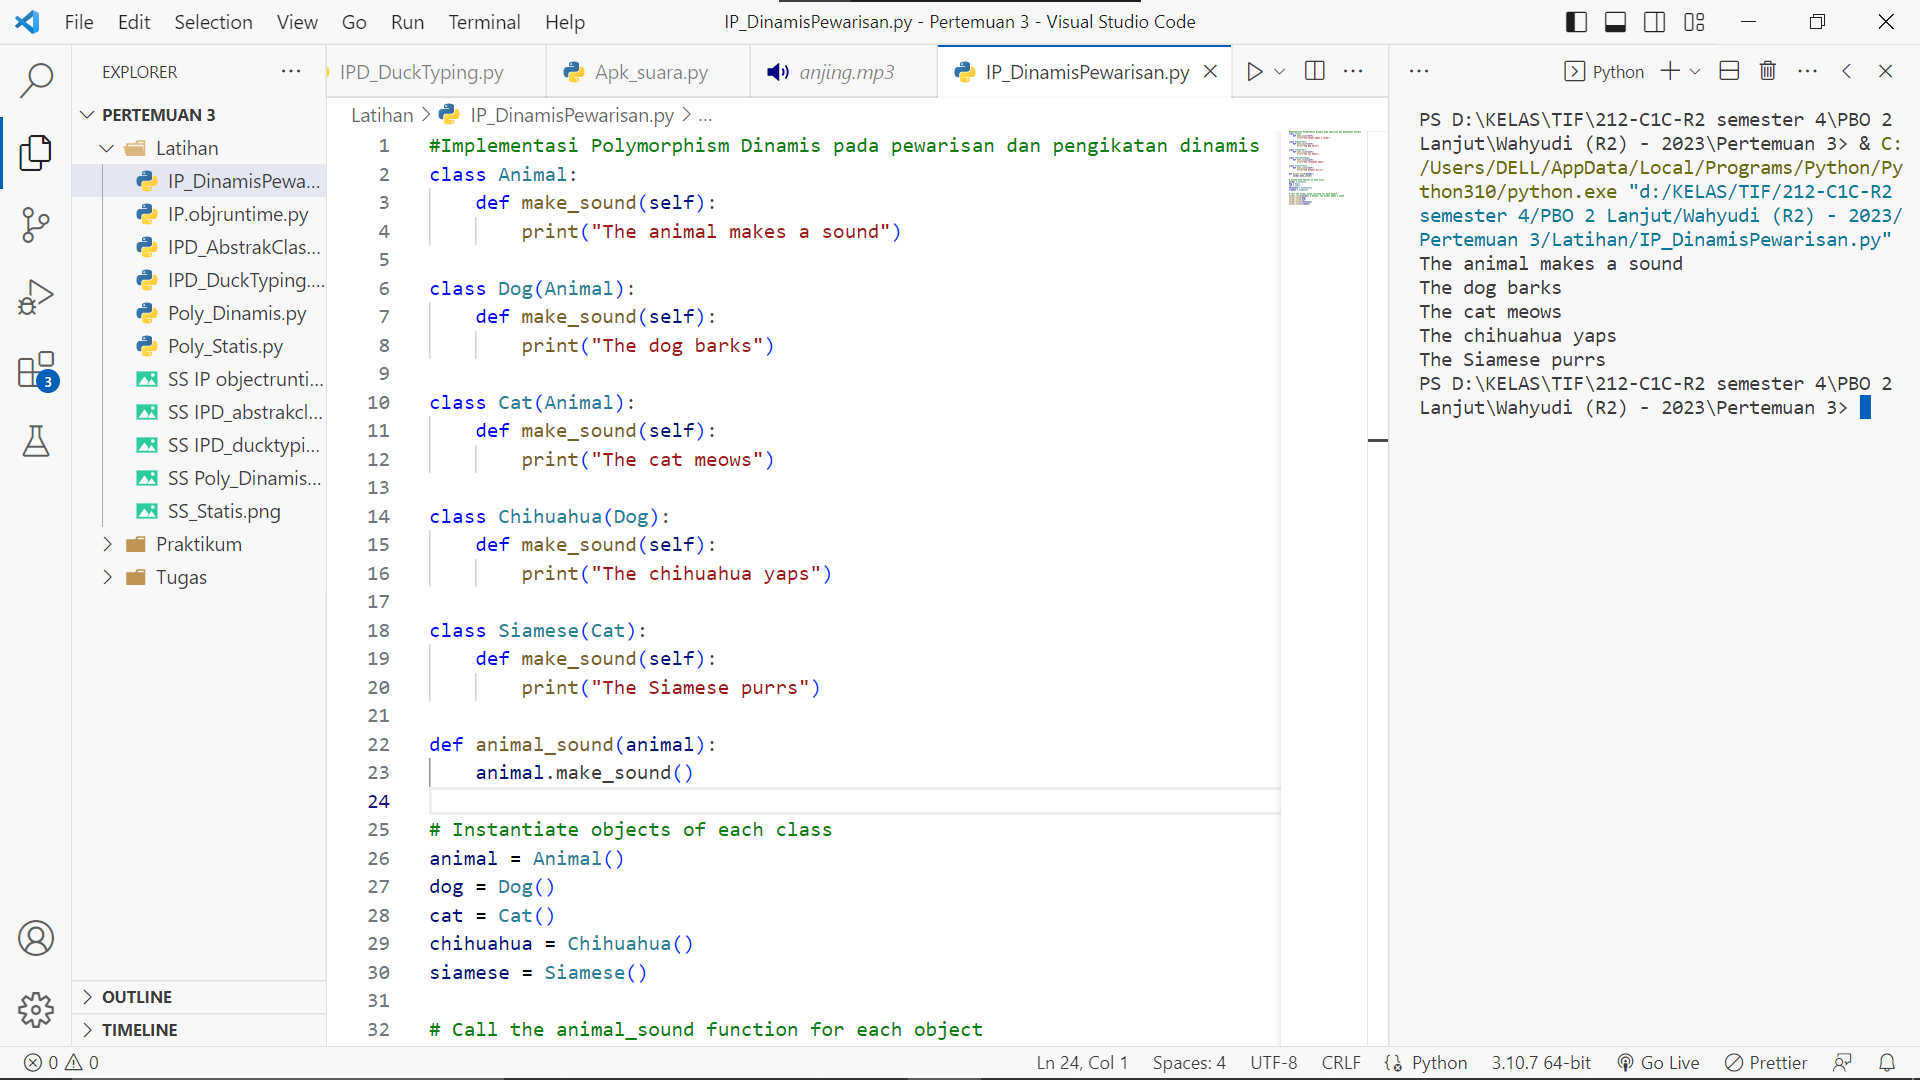 File Edit Selection View Go Run Terminal Help
IP_DinamisPewarisan.py - Pertemuan 3 - Visual Studio Code
EXPLORER
PERTEMUAN 3
Latihan
IP_DinamisPewa...
IP.objruntime.py
IPD_AbstrakClas...
IPD_DuckTyping....
Poly_Dinamis.py
Poly_Statis.py
SS IP objectrunti...
SS IPD_abstrakcl...
SS IPD_ducktypi...
SS Poly_Dinamis...
SS_Statis.png
Praktikum
Tugas
OUTLINE
TIMELINE
3
IPD_DuckTyping.py
Apk_suara.py
anjing.mp3
IP_DinamisPewarisan.py
Latihan > IP_DinamisPewarisan.py > ...
1 #Implementasi Polymorphism Dinamis pada pewarisan dan pengikatan dinamis
2 class Animal:
3 def make_sound(self):
4 print("The animal makes a sound")
5
6 class Dog(Animal):
7 def make_sound(self):
8 print("The dog barks")
9
10 class Cat(Animal):
11 def make_sound(self):
12 print("The cat meows")
13
14 class Chihuahua(Dog):
15 def make_sound(self):
16 print("The chihuahua yaps")
17
18 class Siamese(Cat):
19 def make_sound(self):
20 print("The Siamese purrs")
21
22 def animal_sound(animal):
23 animal.make_sound()
24
25 # Instantiate objects of each class
26 animal = Animal()
27 dog = Dog()
28 cat = Cat()
29 chihuahua = Chihuahua()
30 siamese = Siamese()
31
32 # Call the animal_sound function for each object
Python
PS D:\KELAS\TIF\212-C1C-R2 semester 4\PBO 2
Lanjut\Wahyudi (R2) - 2023\Pertemuan 3> & C:
/Users/DELL/AppData/Local/Programs/Python/Py
thon310/python.exe "d:/KELAS/TIF/212-C1C-R2
semester 4/PBO 2 Lanjut/Wahyudi (R2) - 2023/
Pertemuan 3/Latihan/IP_DinamisPewarisan.py"
The animal makes a sound
The dog barks
The cat meows
The chihuahua yaps
The Siamese purrs
PS D:\KELAS\TIF\212-C1C-R2 semester 4\PBO 2
Lanjut\Wahyudi (R2) - 2023\Pertemuan 3>
0 0
Ln 24, Col 1 Spaces: 4 UTF-8 CRLF Python 3.10.7 64-bit Go Live Prettier